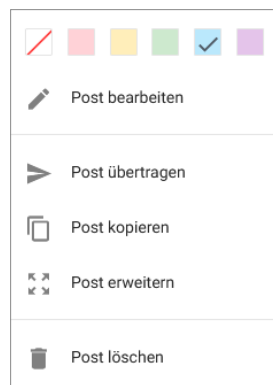 Post bearbeiten
Post übertragen
Post kopieren
Post erweitern
Post löschen